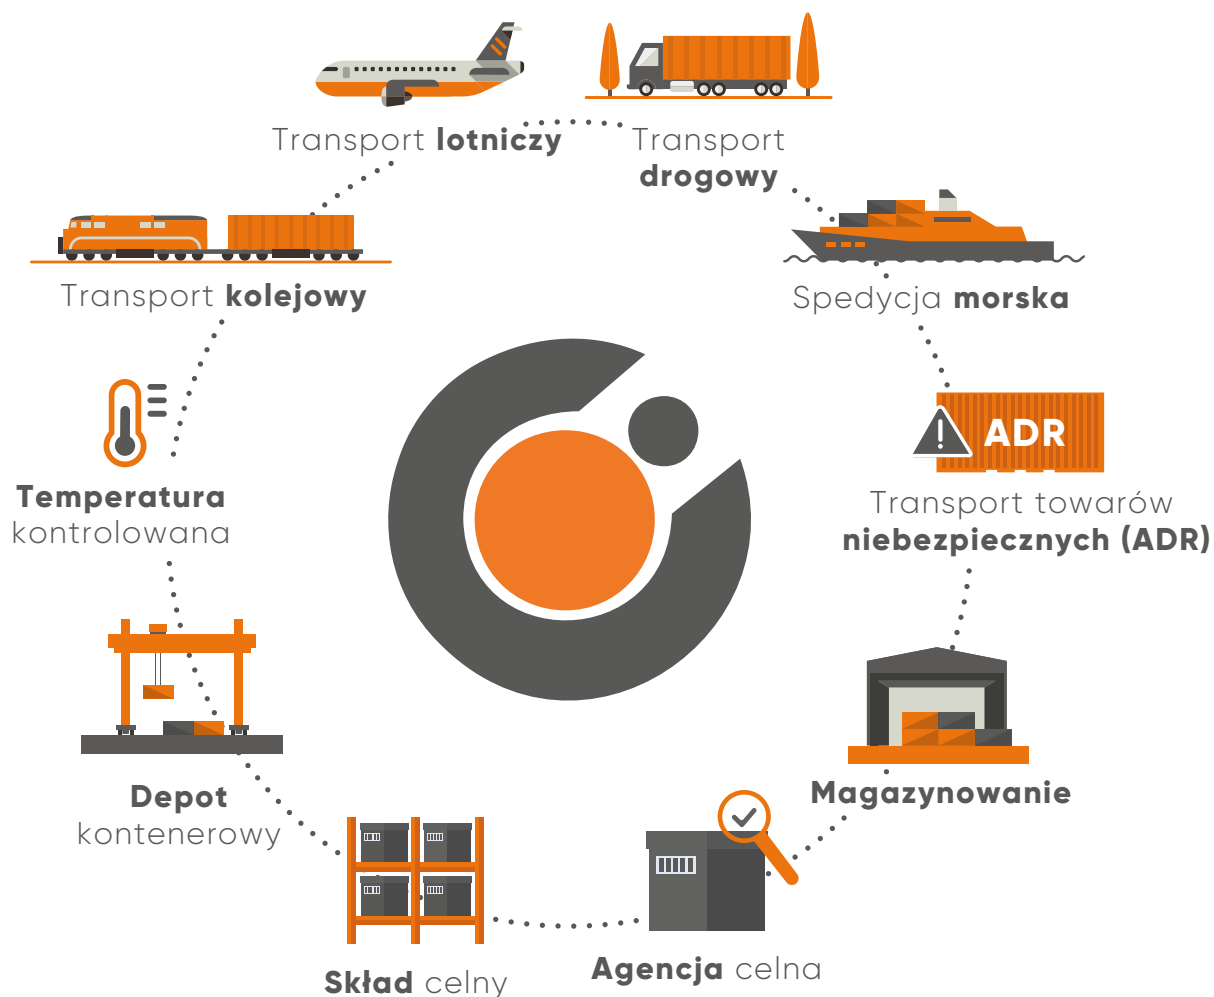 Transport lotniczy
Transport
drogowy
Transport kolejowy
Spedycja morska
ADR
Temperatura
kontrolowana
Transport towarów
niebezpiecznych (ADR)
Depot
kontenerowy
Magazynowanie
Skład celny
Agencja celna